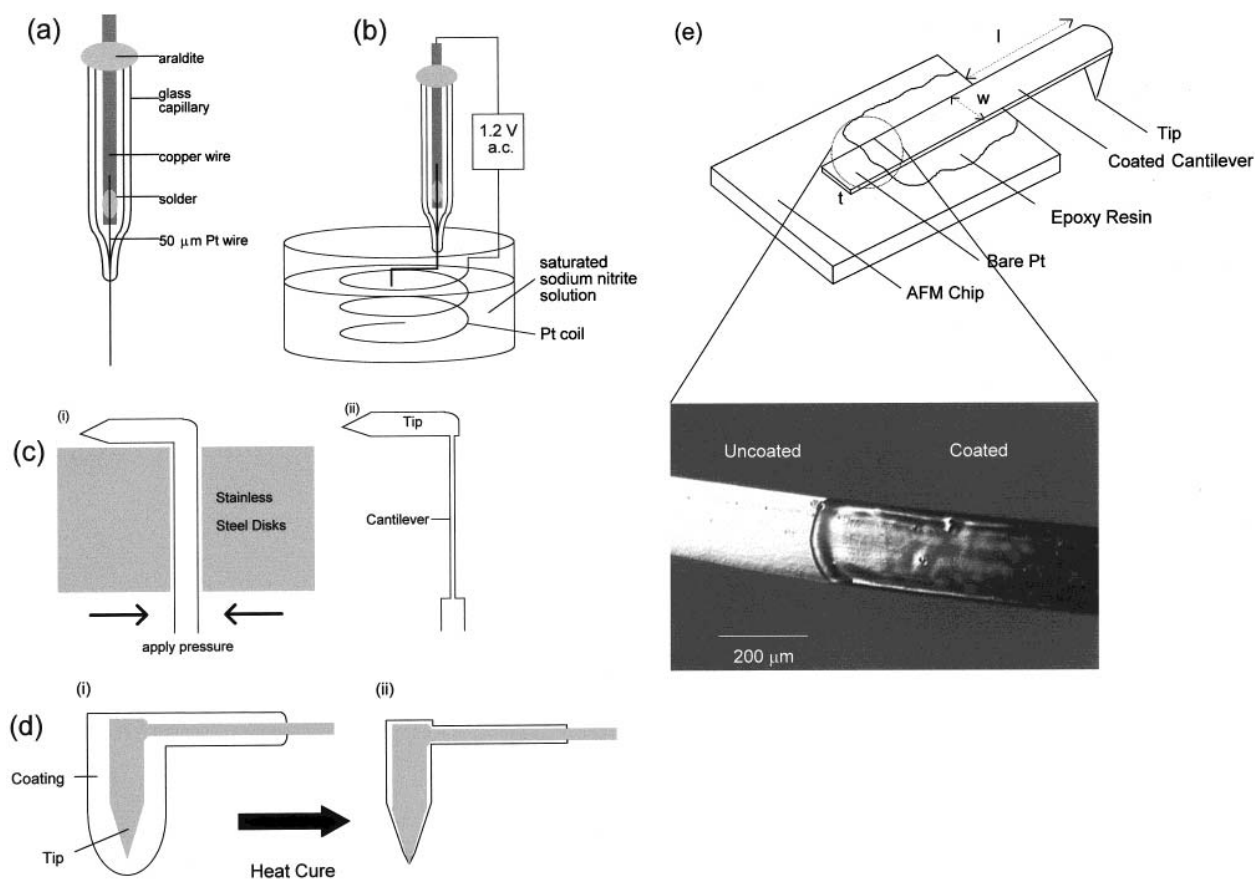 (a)
araldite
glass
capillary
copper wire
solder
50 μm Pt wire
(b)
1.2 V
a.c.
saturated
sodium nitrite
solution
Pt coil
(c)
(i)
Stainless
Steel Disks
apply pressure
(ii)
Tip
Cantilever
(d)
(i)
Coating
Tip
Heat Cure
(ii)
(e)
l
w
t
Tip
Coated Cantilever
Epoxy Resin
Bare Pt
AFM Chip
Uncoated
Coated
200 μm